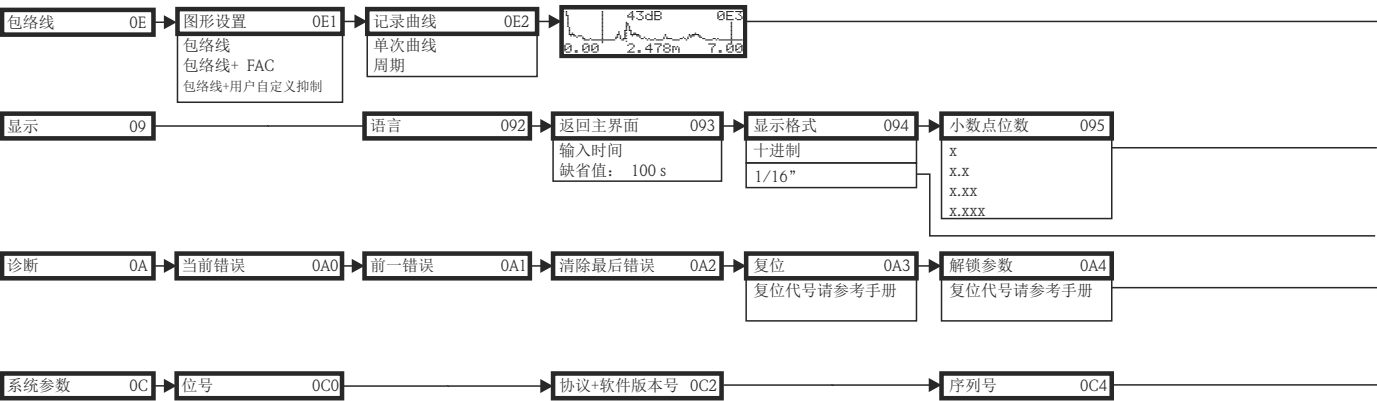 包络线 0E
图形设置 0E1
包络线
包络线+ FAC
包络线+用户自定义抑制
记录曲线 0E2
单次曲线
周期
43dB 0E3
0.00 2.478m 7.00
显示 09
语言 092
返回主界面 093
输入时间
缺省值: 100 s
显示格式 094
十进制
1/16”
小数点位数 095
x
x.x
x.xx
x.xxx
诊断 0A
当前错误 0A0
前一错误 0A1
清除最后错误 0A2
复位 0A3
复位代号请参考手册
解锁参数 0A4
复位代号请参考手册
系统参数 0C
位号 0C0
协议+软件版本号 0C2
序列号 0C4